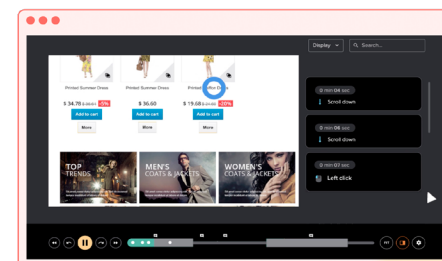 Display
Search...
Printed Summer Dress
Printed Summer Dress
Printed Chiffon Dress
$ 34.78 -5%
$ 36.60
$ 19.68 -20%
Add to cart
Add to cart
Add to cart
More
More
More
0 min 04 sec
Scroll down
0 min 06 sec
Scroll down
0 min 07 sec
Left click
TOP
TRENDS
MEN'S
COATS & JACKETS
WOMEN'S
COATS & JACKETS